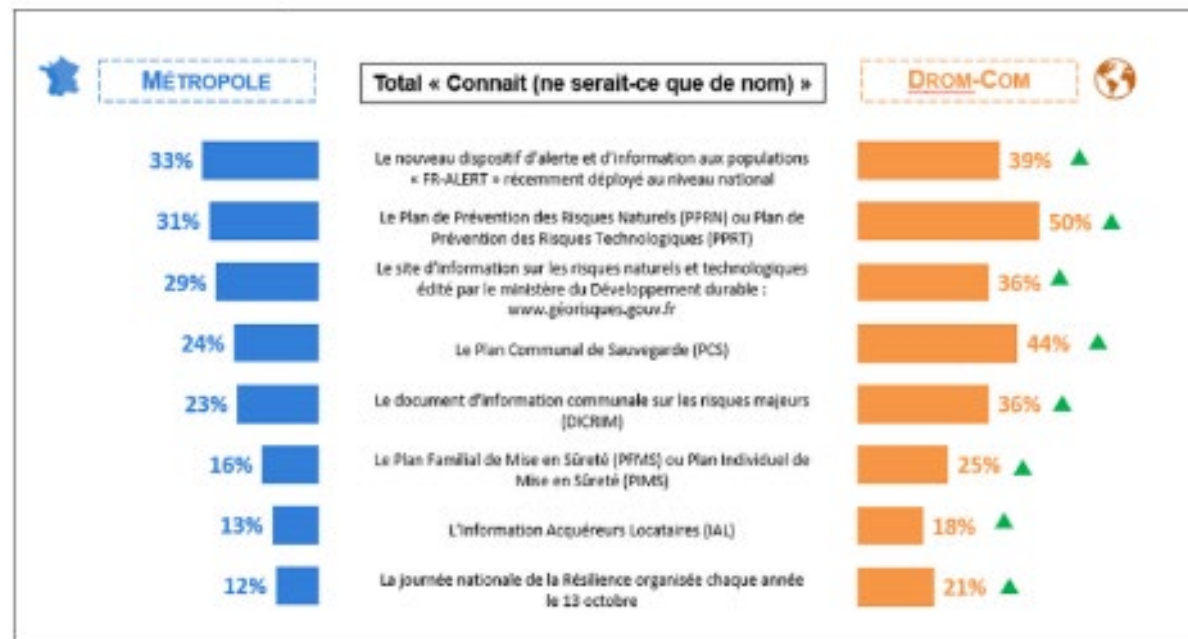 MÉTROPOLE
Total « Connait (ne serait-ce que de nom) »
DROM-COM
33%
Le nouveau dispositif d'alerte et d'information aux populations
« FR-ALERT » récemment déployé au niveau national
39%
31%
Le Plan de Prévention des Risques Naturels (PPRN) ou Plan de
Prévention des Risques Technologiques (PPRT)
50%
29%
Le site d'information sur les risques naturels et technologiques
édité par le ministère du Développement durable :
www.géorisques.gouv.fr
36%
24%
Le Plan Communal de Sauvegarde (PCS)
44%
23%
Le document d'information communale sur les risques majeurs
(DICRIM)
36%
16%
Le Plan Familial de Mise en Sûreté (PFMS) ou Plan Individuel de
Mise en Sûreté (PIMS)
25%
13%
L'Information Acquéreurs Locataires (IAL)
18%
12%
La journée nationale de la Résilience organisée chaque année
le 13 octobre
21%